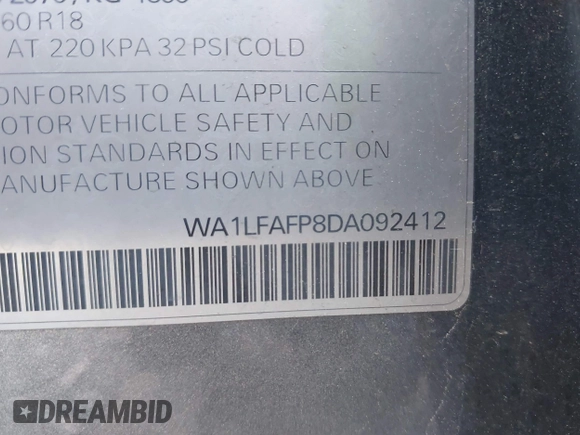 60 R18
AT 220 KPA 32 PSI COLD
ONFORMS TO ALL APPLICABLE
OTOR VEHICLE SAFETY AND
ION STANDARDS IN EFFECT ON
MANUFACTURE SHOWN ABOVE
WA1LFAFP8DA092412
DREAMBID